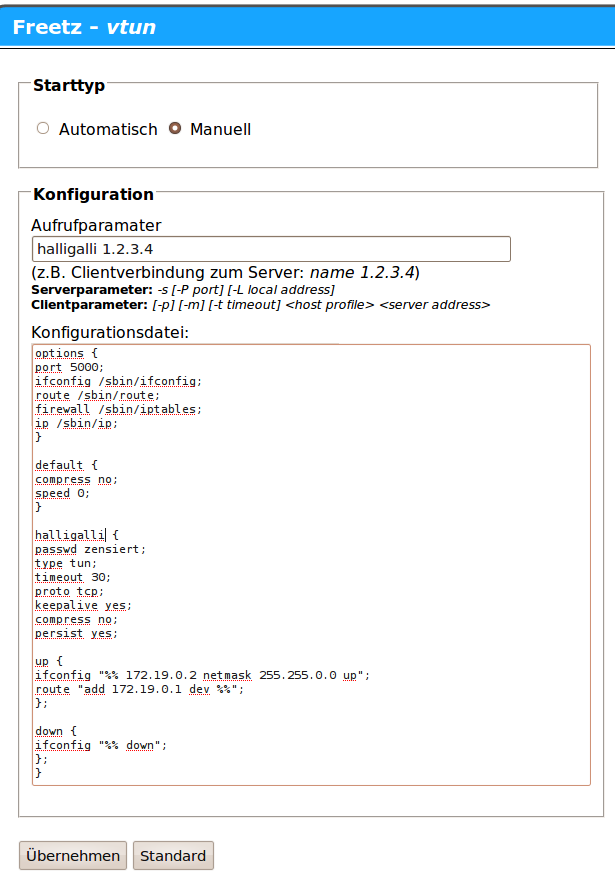 Freetz - vtun
Starttyp
Automatisch Manuell
Konfiguration
Aufrufparamater
halligalli 1.2.3.4
(z.B. Clientverbindung zum Server: name 1.2.3.4)
Serverparameter: -s [-P port] [-L local address]
Clientparameter: [-p] [-m] [-t timeout] <host profile> <server address>
Konfigurationsdatei:
options {
port 5000;
ifconfig /sbin/ifconfig;
route /sbin/route;
firewall /sbin/iptables;
ip /sbin/ip;
}
default {
compress no;
speed 0;
}
halligalli {
passwd zensiert;
type tun;
timeout 30;
proto tcp;
keepalive yes;
compress no;
persist yes;
up {
ifconfig "%% 172.19.0.2 netmask 255.255.0.0 up";
route "add 172.19.0.1 dev %%";
};
down {
ifconfig "%% down";
};
}
Übernehmen Standard